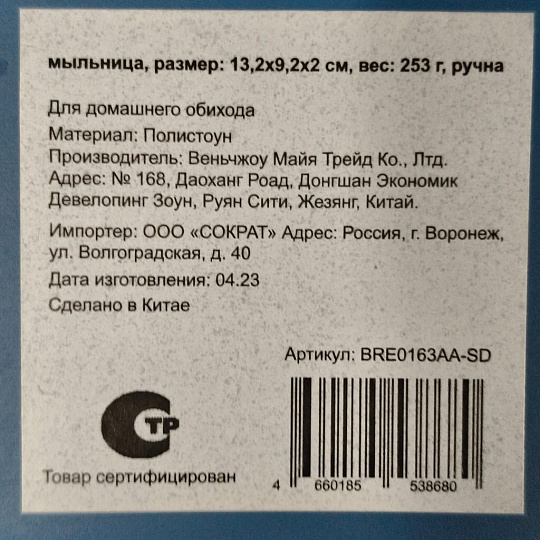 мыльница, размер: 13,2х9,2х2 см, вес: 253 г, ручна
Для домашнего обихода
Материал: Полистоун
Производитель: Веньчжоу Майя Трейд Ко., Лтд.
Адрес: № 168, Даоханг Роад, Донгшан Экономик
Девелопинг Зоун, Руян Сити, Жезянг, Китай.
Импортер: ООО «СОКРАТ» Адрес: Россия, г. Воронеж,
ул. Волгоградская, д. 40
Дата изготовления: 04.23
Сделано в Китае
Артикул: BRE0163AA-SD
СТР
Товар сертифицирован
4 660185 538680